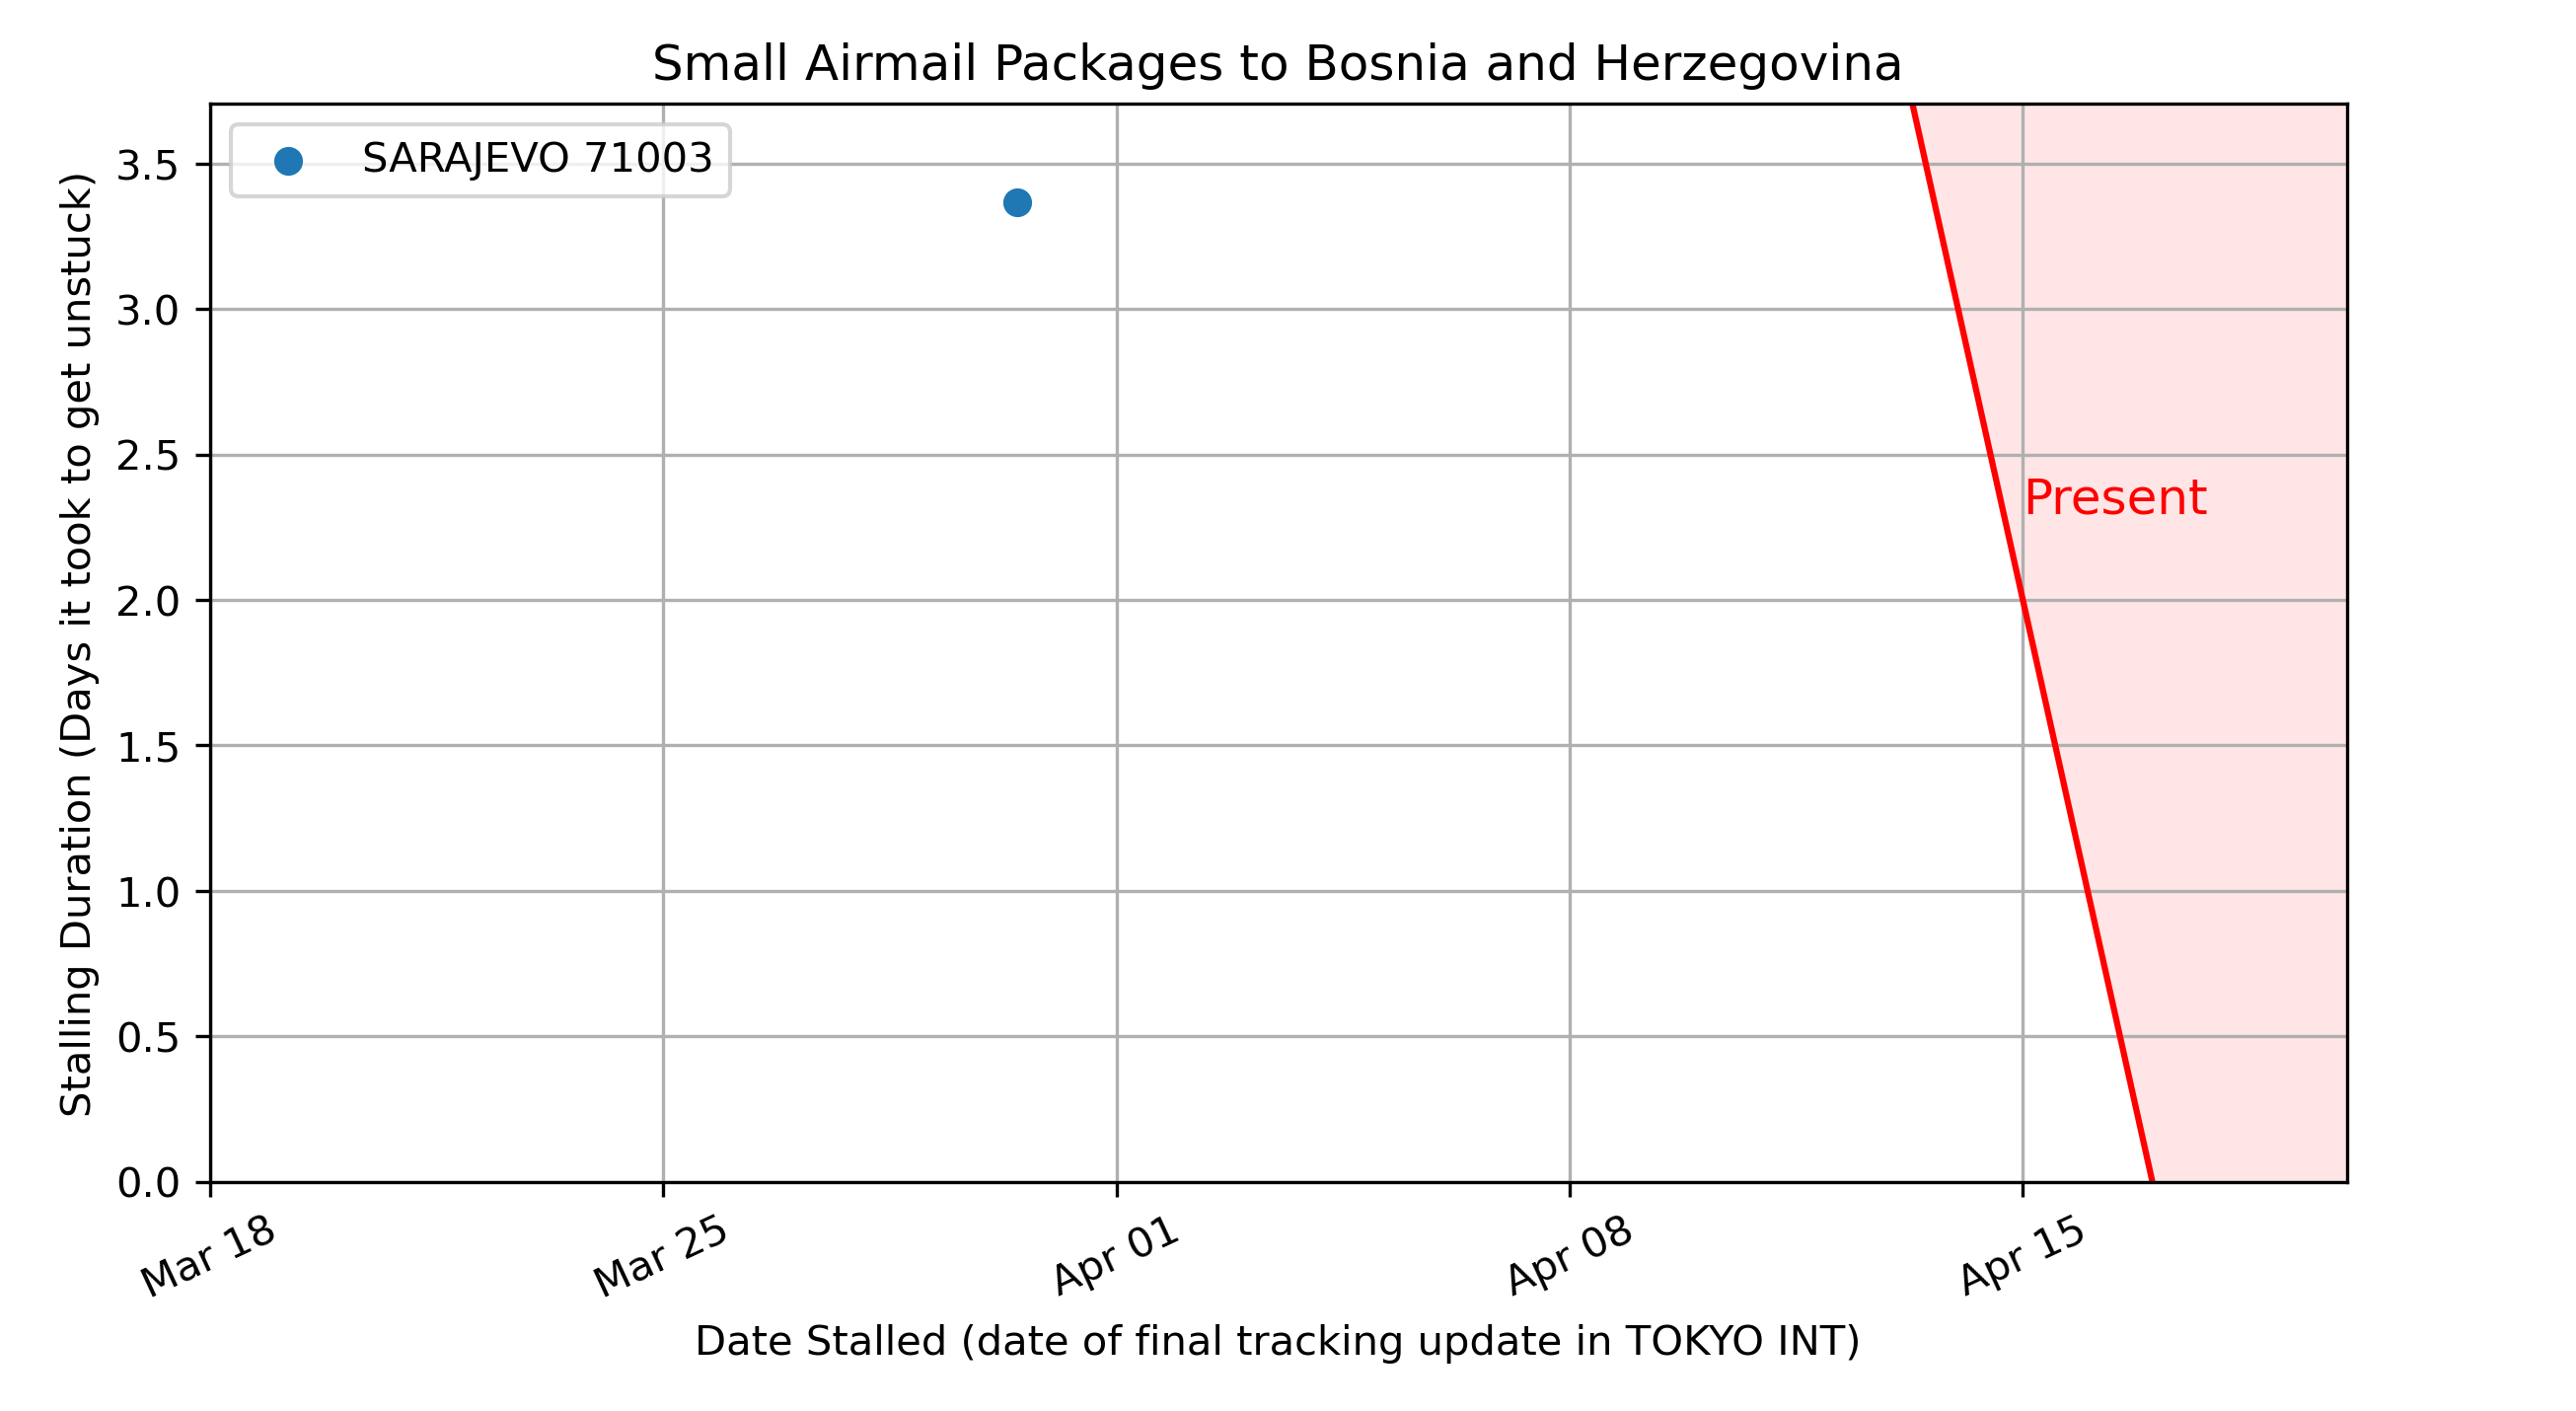 Small Airmail Packages to Bosnia and Herzegovina
SARAJEVO 71003
Stalling Duration (Days it took to get unstuck)
3.5
3.0
2.5
2.0
1.5
1.0
0.5
0.0
Present
Mar 18
Mar 25
Apr 01
Apr 08
Apr 15
Date Stalled (date of final tracking update in TOKYO INT)